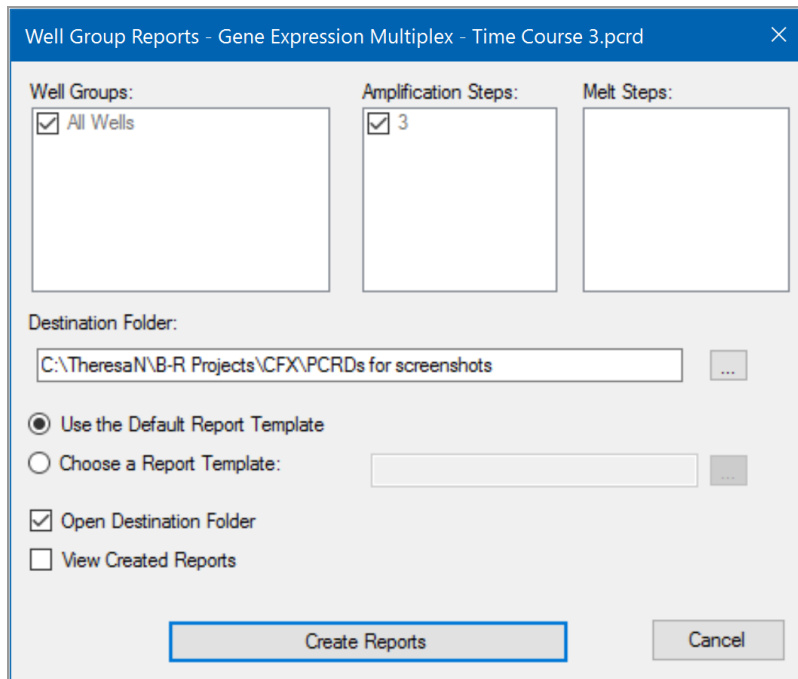 Well Group Reports - Gene Expression Multiplex - Time Course 3.pcrd
Well Groups:
Amplification Steps:
Melt Steps:
All Wells
3
Destination Folder:
C:\TheresaN\B-R Projects\CFX\PCRDs for screenshots
...
Use the Default Report Template
Choose a Report Template:
...
Open Destination Folder
View Created Reports
Create Reports
Cancel